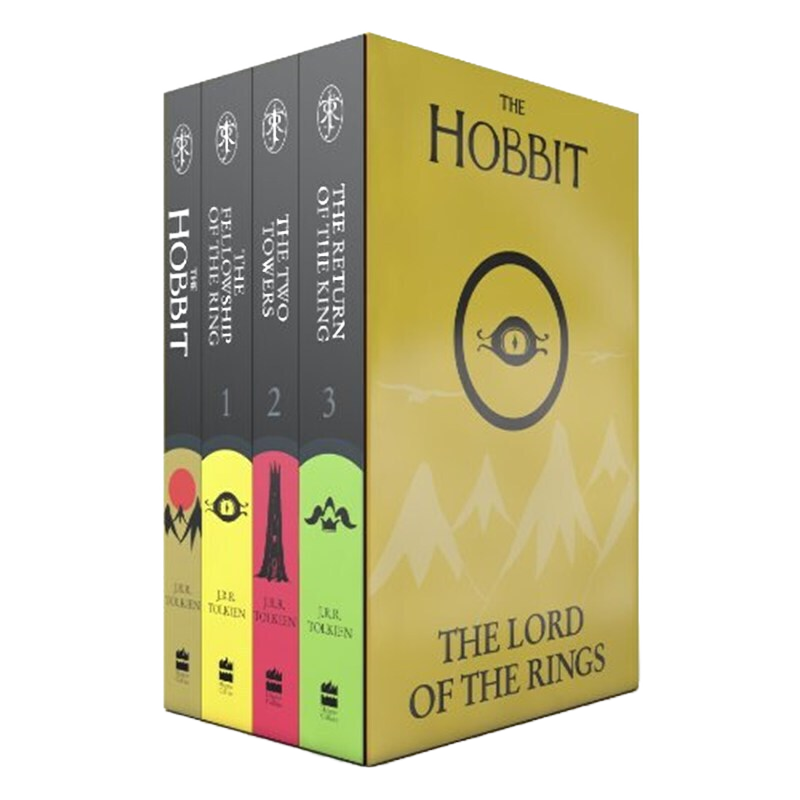 THE
HOBBIT
J.R.R.
TOLKIEN
THE
FELLOWSHIP
OF THE RING
1
J.R.R.
TOLKIEN
THE TWO
TOWERS
2
J.R.R.
TOLKIEN
THE RETURN
OF THE KING
3
J.R.R.
TOLKIEN
THE
HOBBIT
THE LORD
OF THE RINGS